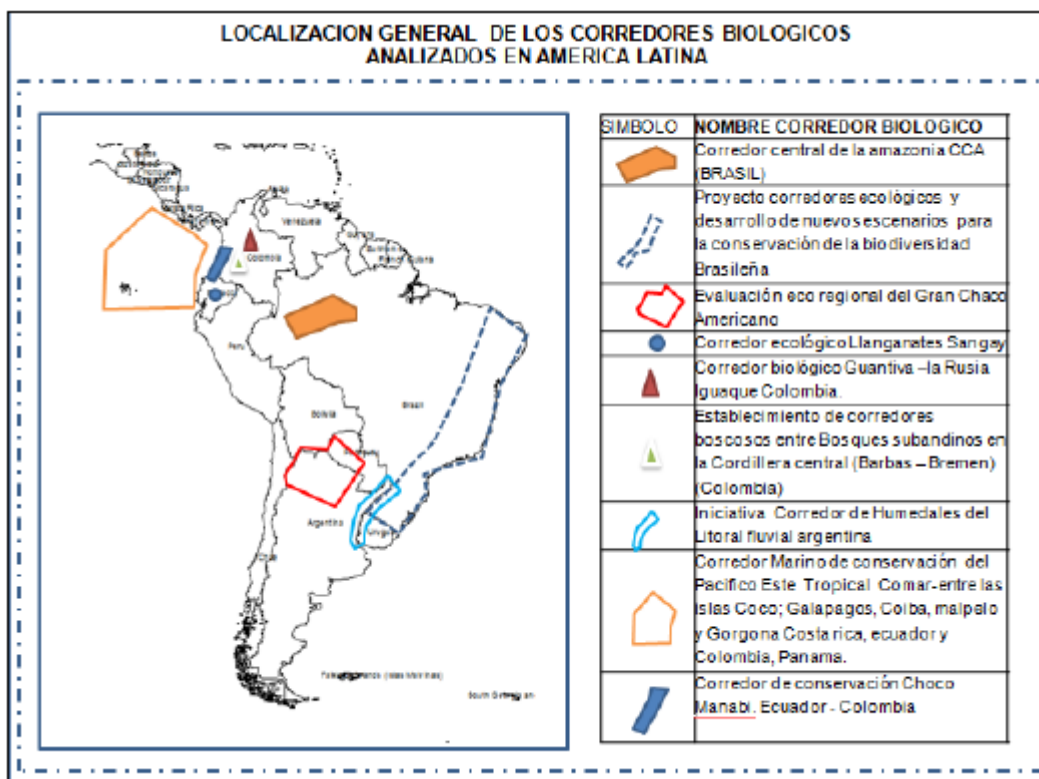 LOCALIZACION GENERAL DE LOS CORREDORES BIOLOGICOS
ANALIZADOS EN AMERICA LATINA
SIMBOLO NOMBRE CORREDOR BIOLOGICO
Corredor central de la amazonia CCA
(BRASIL)
Proyecto corredores ecológicos y
desarrollo de nuevos escenarios para
la conservación de la biodiversidad
Brasileña
Evaluación eco regional del Gran Chaco
Americano
Corredor ecológico Llanganates Sangay
Corredor biológico Guantiva –la Rusia
Iguaque Colombia.
Establecimiento de corredores
boscosos entre Bosques subandinos en
la Cordillera central (Barbas – Bremen)
(Colombia)
Iniciativa Corredor de Humedales del
Litoral fluvial argentina
Corredor Marino de conservación del
Pacifico Este Tropical Comar-entre las
islas Coco; Galapagos, Coiba, malpelo
y Gorgona Costa rica, ecuador y
Colombia, Panama.
Corredor de conservación Choco
Manabi. Ecuador - Colombia
Venezuela
Colombia
Peru
Brasil
Bolivia
Argentina
Chile